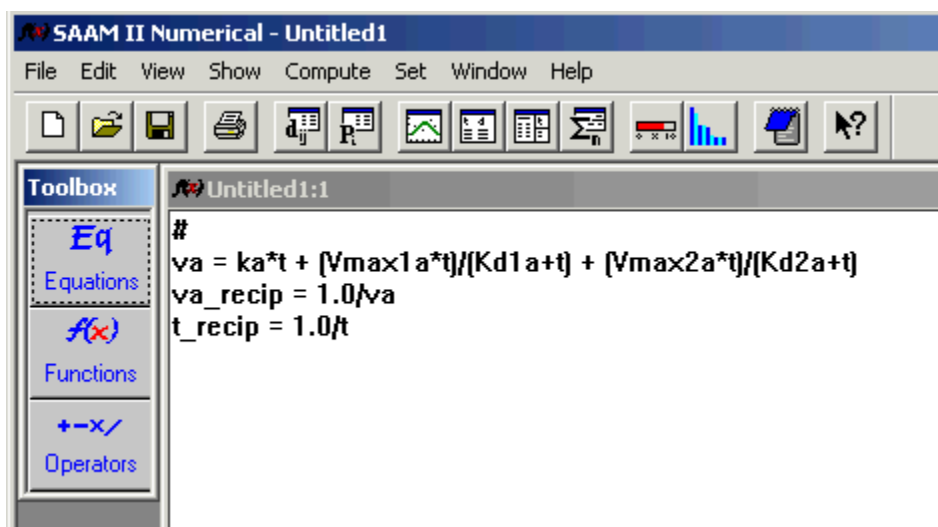 SAAM II Numerical - Untitled1
File Edit View Show Compute Set Window Help
Toolbox
Untitled1:1
Eq
Equations
f(x)
Functions
+-×/
Operators
#
va = ka*t + (Vmax1a*t)/(Kd1a+t) + (Vmax2a*t)/(Kd2a+t)
va_recip = 1.0/va
t_recip = 1.0/t